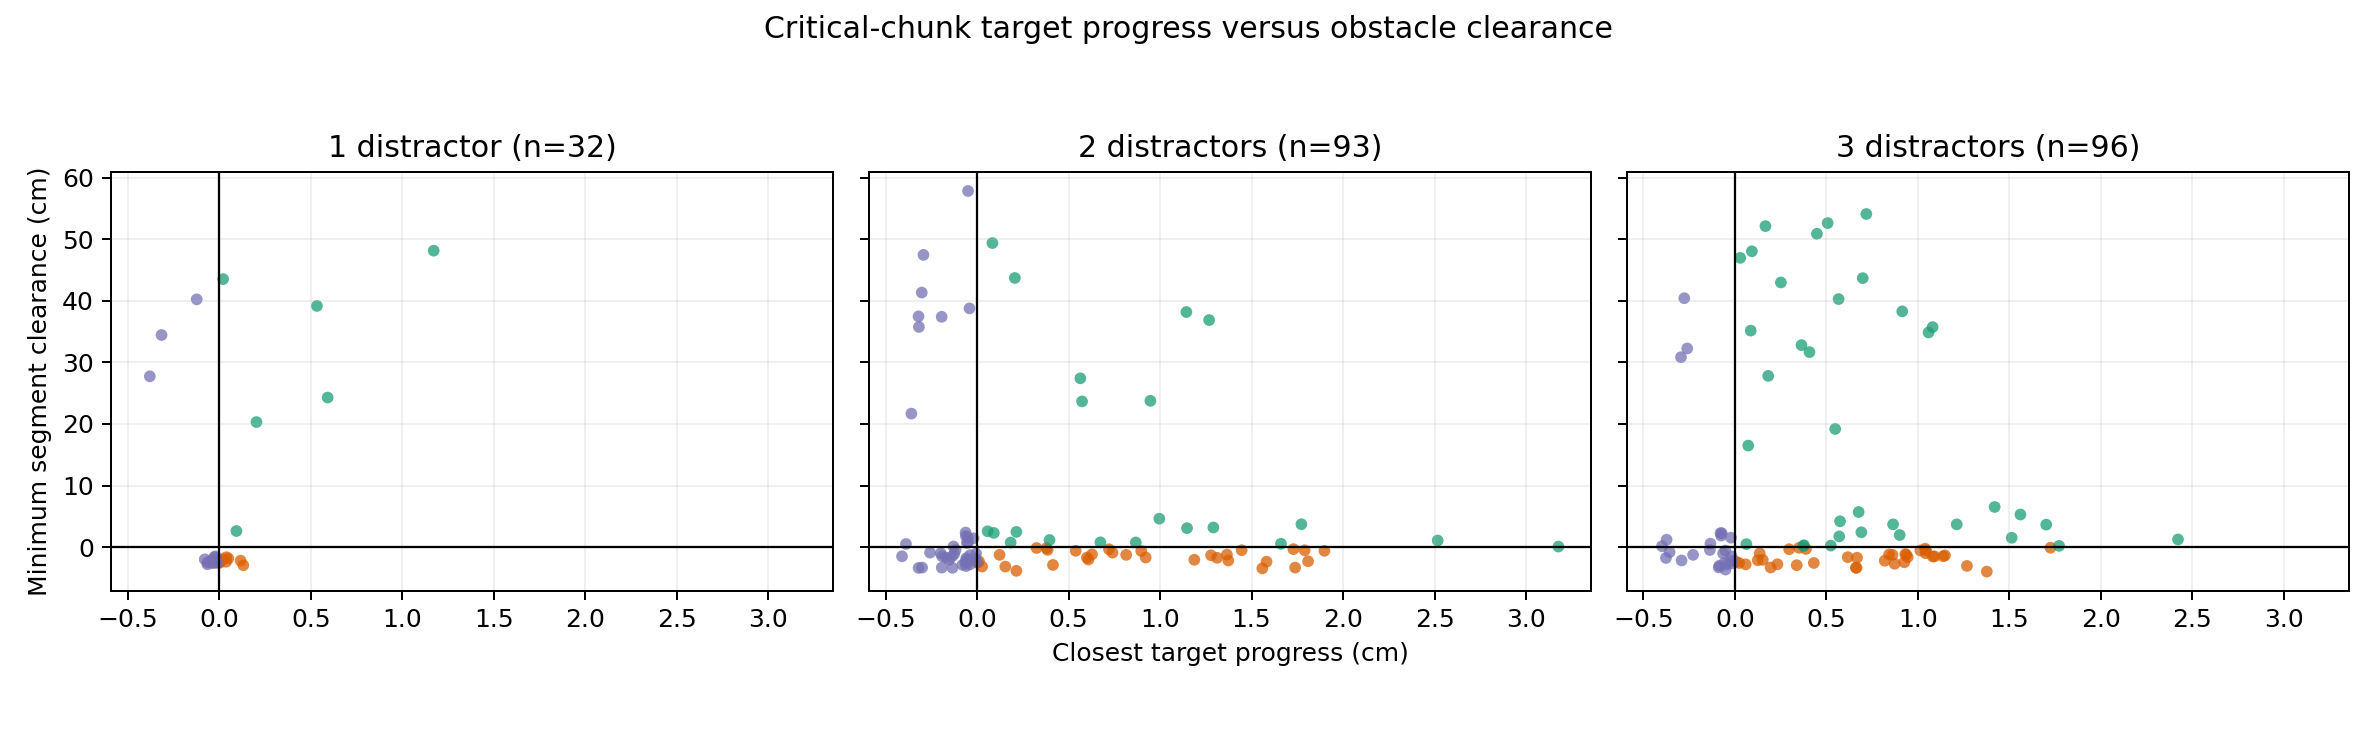 Critical-chunk target progress versus obstacle clearance
1 distractor (n=32)
2 distractors (n=93)
3 distractors (n=96)
Minimum segment clearance (cm)
60
50
40
30
20
10
0
−0.5 0.0 0.5 1.0 1.5 2.0 2.5 3.0
−0.5 0.0 0.5 1.0 1.5 2.0 2.5 3.0
−0.5 0.0 0.5 1.0 1.5 2.0 2.5 3.0
Closest target progress (cm)